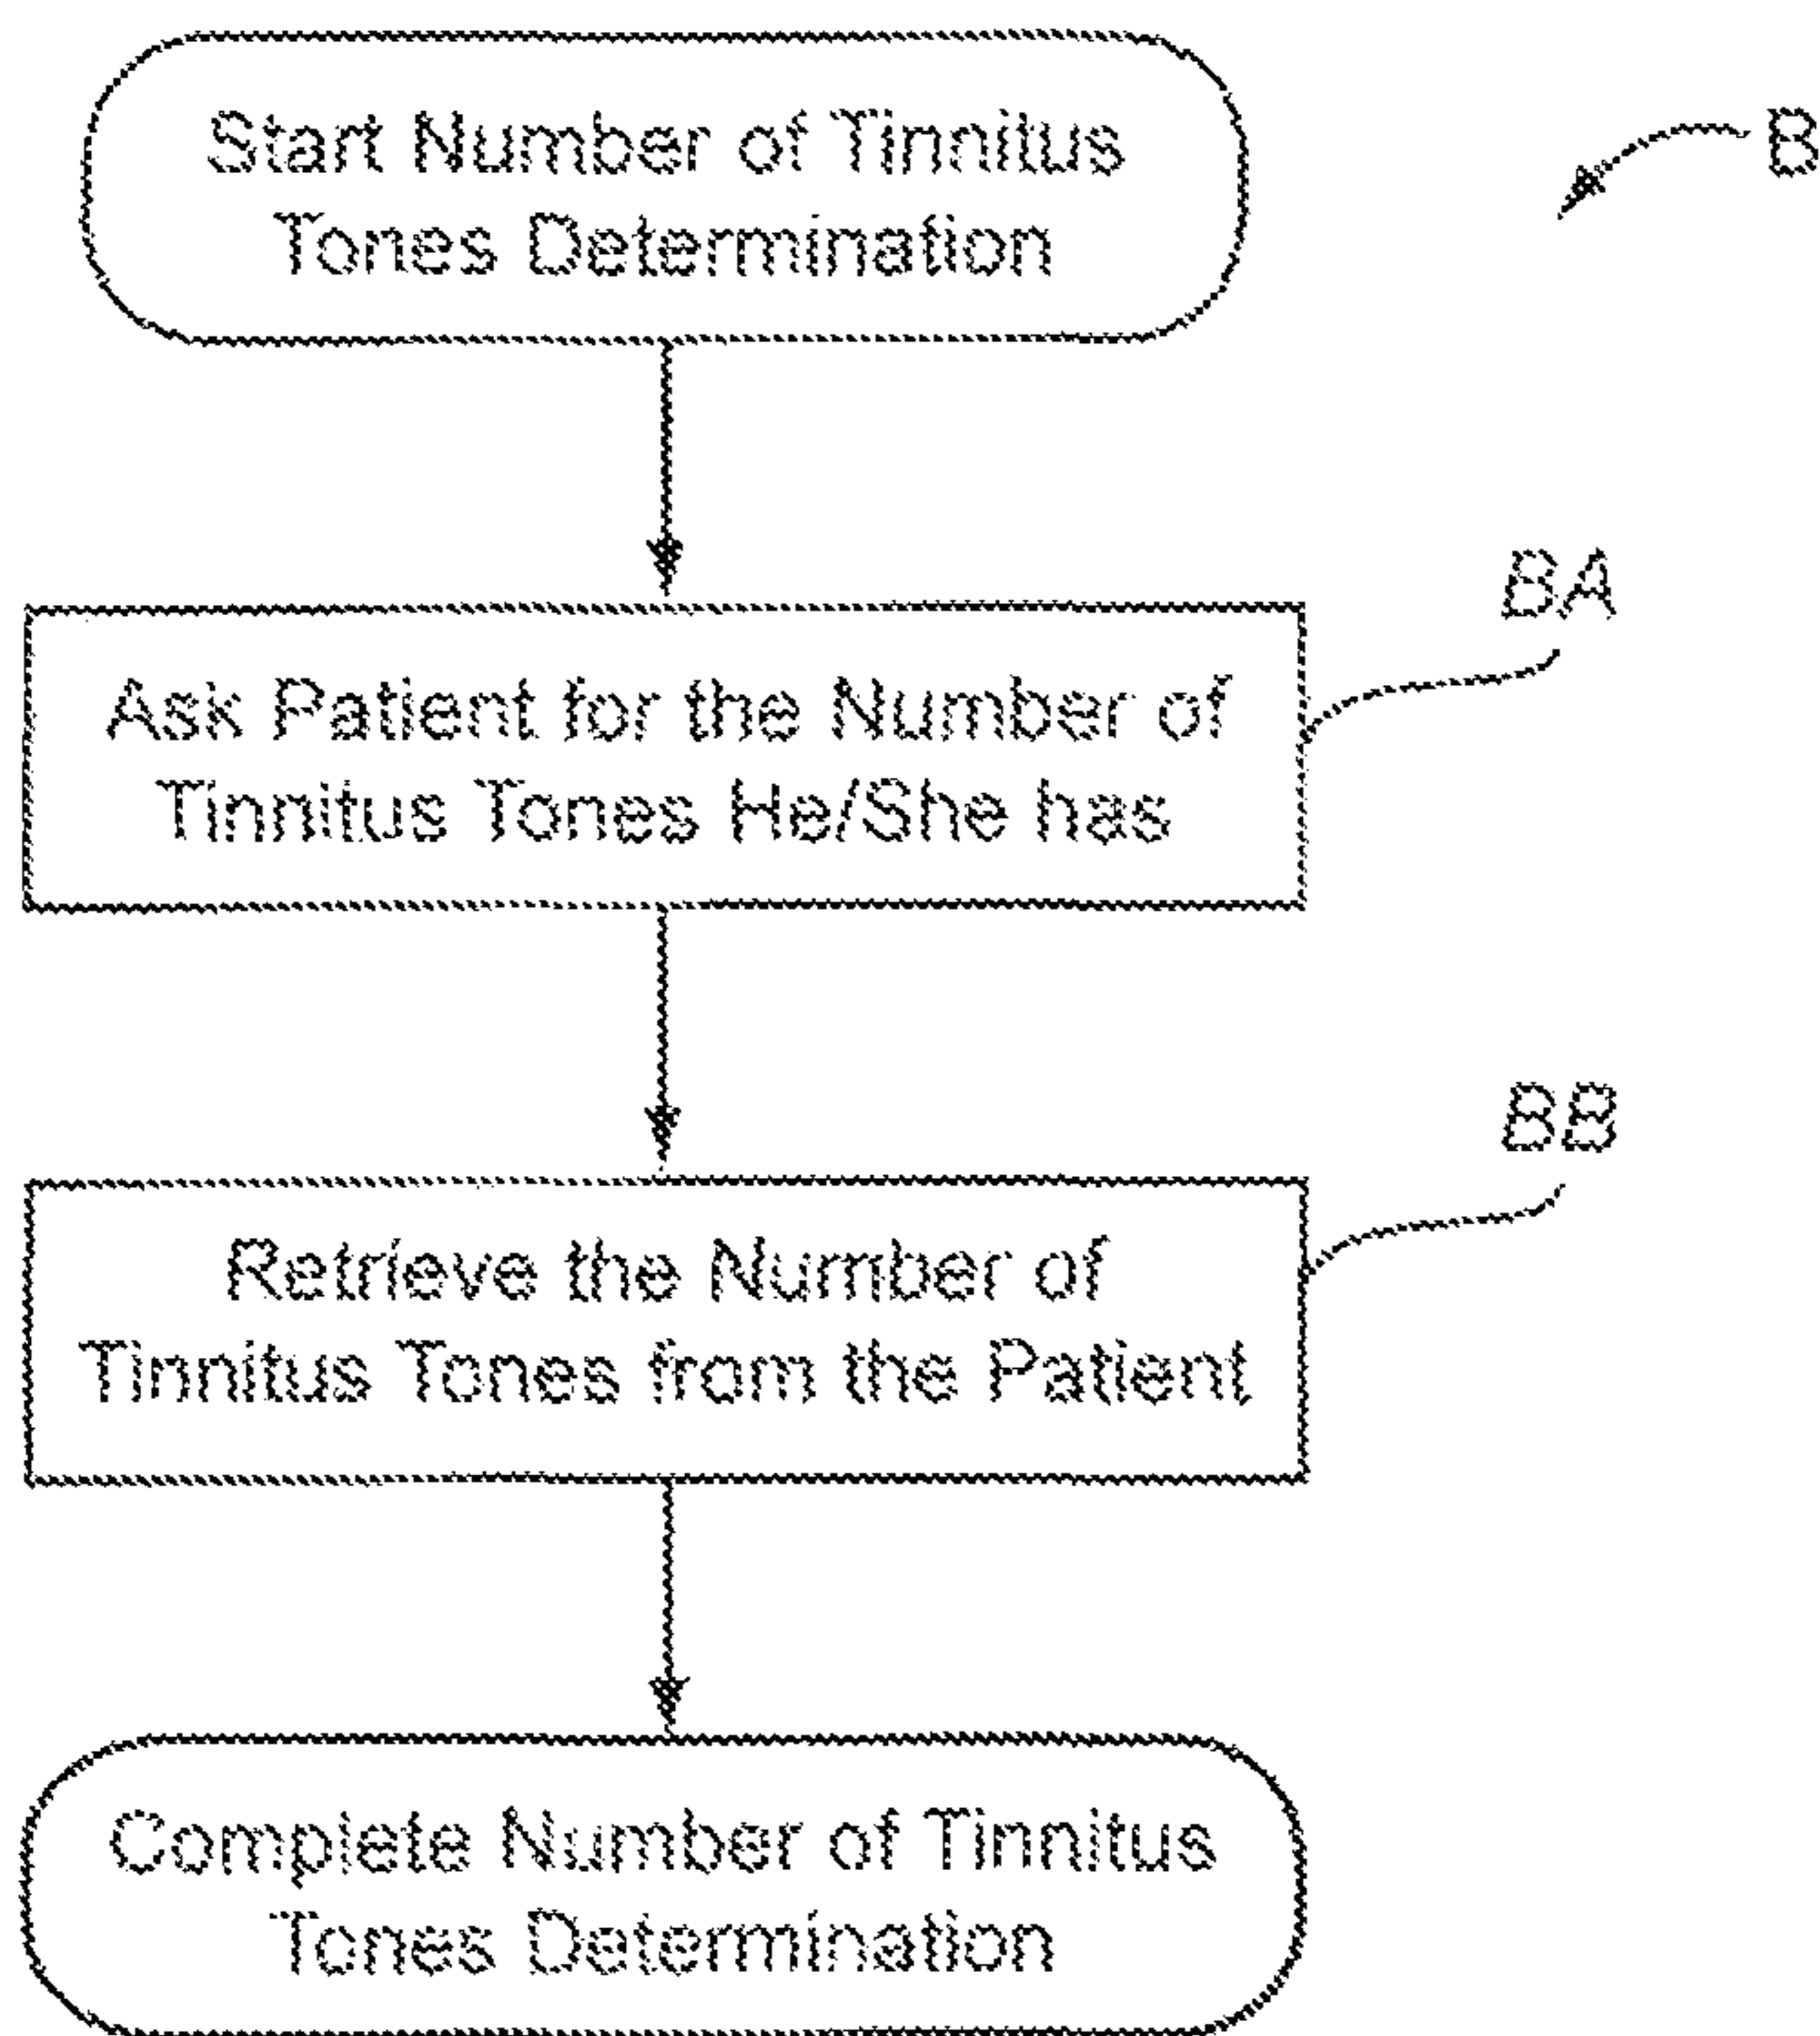 Start Number of Tinnitus
Tones Determination
B
BA
Ask Patient for the Number of
Tinnitus Tones He/She has
BB
Retrieve the Number of
Tinnitus Tones from the Patient
Complete Number of Tinnitus
Tones Determination